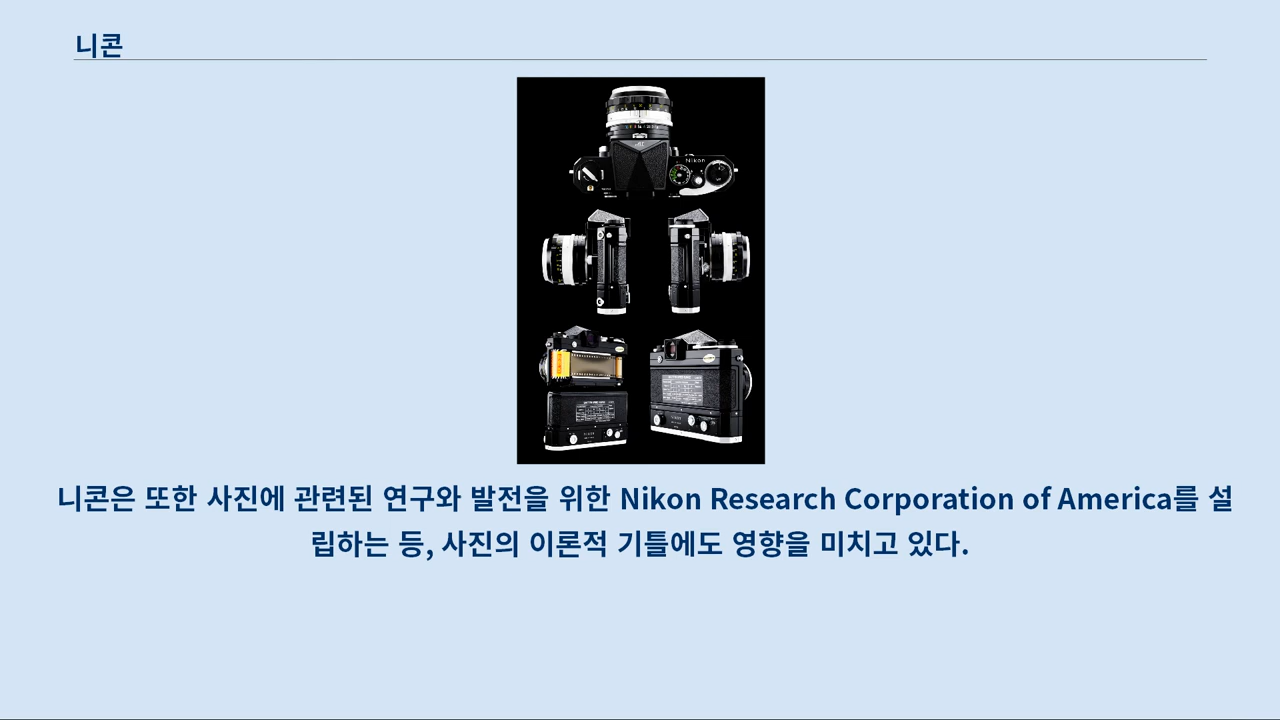 니콘
Nikon
니콘은 또한 사진에 관련된 연구와 발전을 위한 Nikon Research Corporation of America를 설
립하는 등, 사진의 이론적 기틀에도 영향을 미치고 있다.